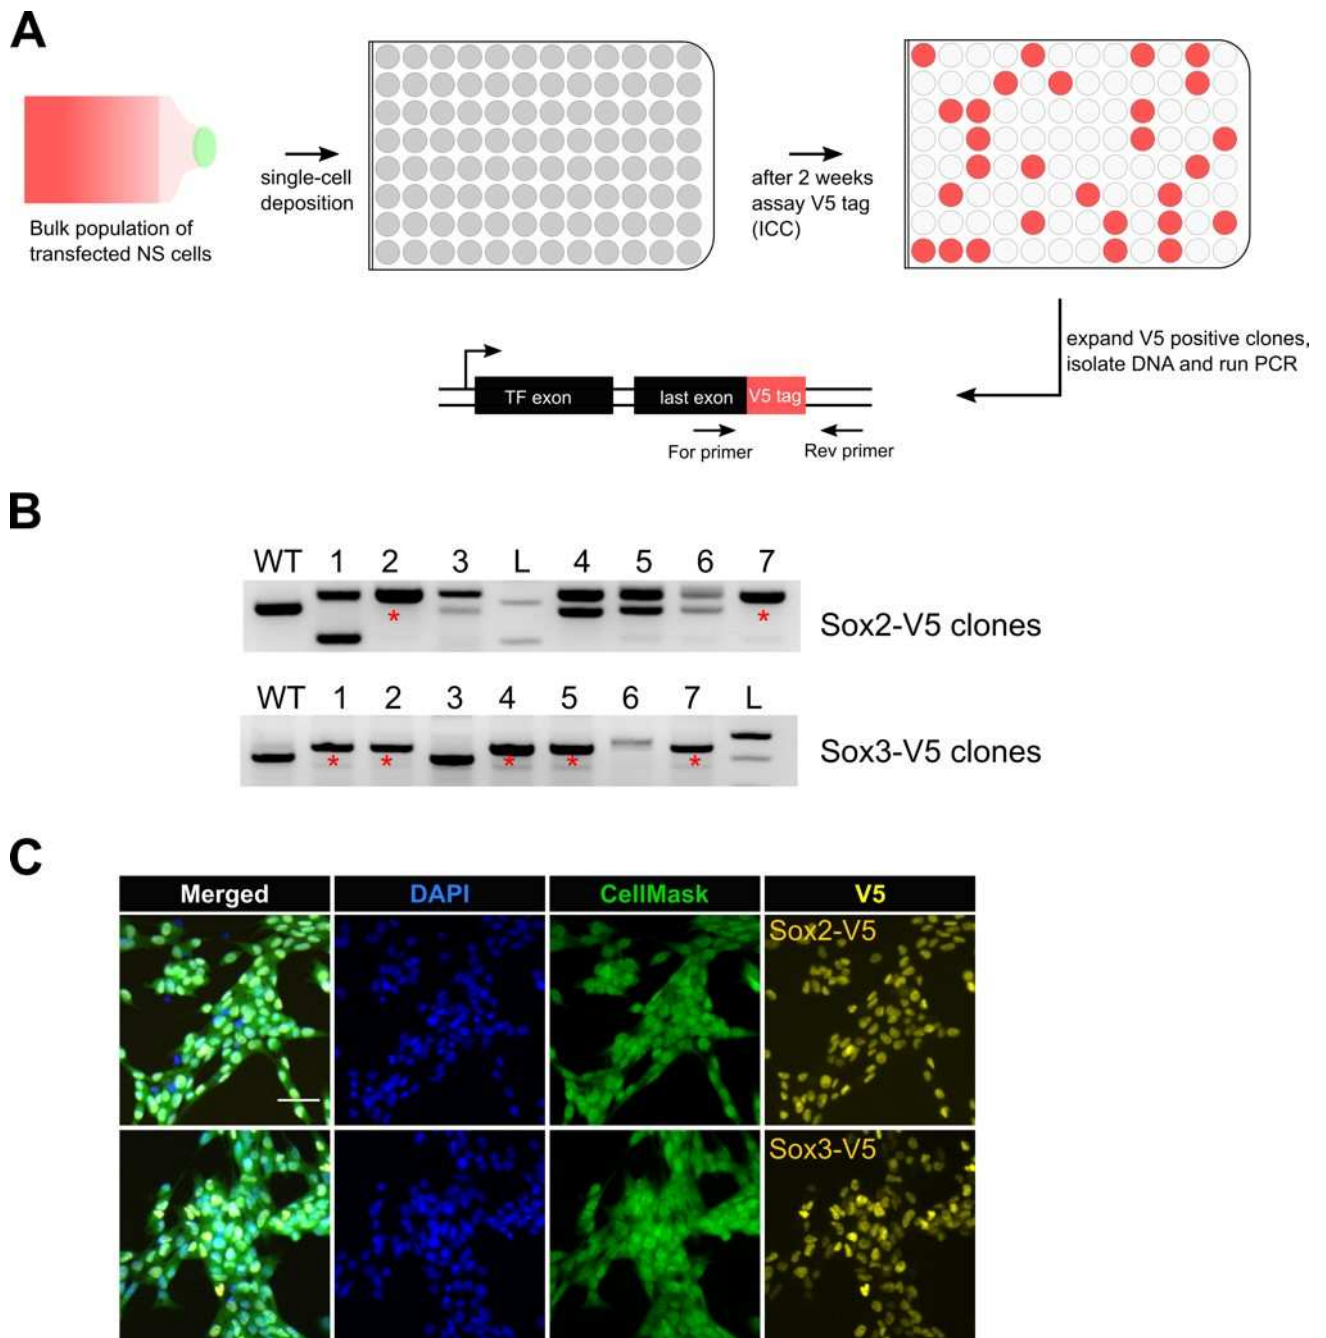 A
Bulk population of
transfected NS cells
single-cell
deposition
after 2 weeks
assay V5 tag
(ICC)
expand V5 positive clones,
isolate DNA and run PCR
TF exon
last exon
V5 tag
For primer
Rev primer
B
WT 1 2 3 L 4 5 6 7
* *
Sox2-V5 clones
WT 1 2 3 4 5 6 7 L
* * * * *
Sox3-V5 clones
C
Merged DAPI CellMask V5
Sox2-V5
Sox3-V5